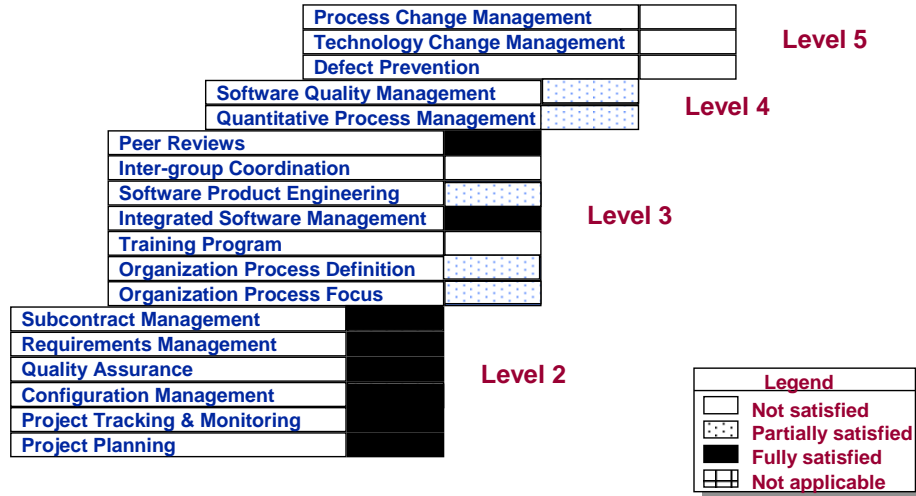 Process Change Management
Technology Change Management
Level 5
Defect Prevention
Software Quality Management
Level 4
Quantitative Process Management
Peer Reviews
Inter-group Coordination
Software Product Engineering
Level 3
Integrated Software Management
Training Program
Organization Process Definition
Organization Process Focus
Subcontract Management
Requirements Management
Quality Assurance
Level 2
Configuration Management
Project Tracking & Monitoring
Project Planning
Legend
Not satisfied
Partially satisfied
Fully satisfied
Not applicable